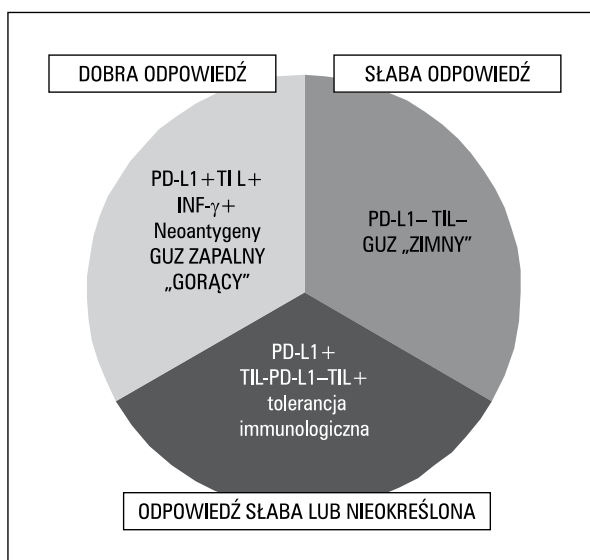 DOBRA ODPOWIEDŹ
SŁABA ODPOWIEDŹ
PD-L1+TI L+
INF-γ+
Neoantygeny
GUZ ZAPALNY
„GORĄCY”
PD-L1– TIL–
GUZ „ZIMNY”
PD-L1+
TIL-PD-L1–TIL+
tolerancja
immunologiczna
ODPOWIEDŹ SŁABA LUB NIEOKREŚLONA